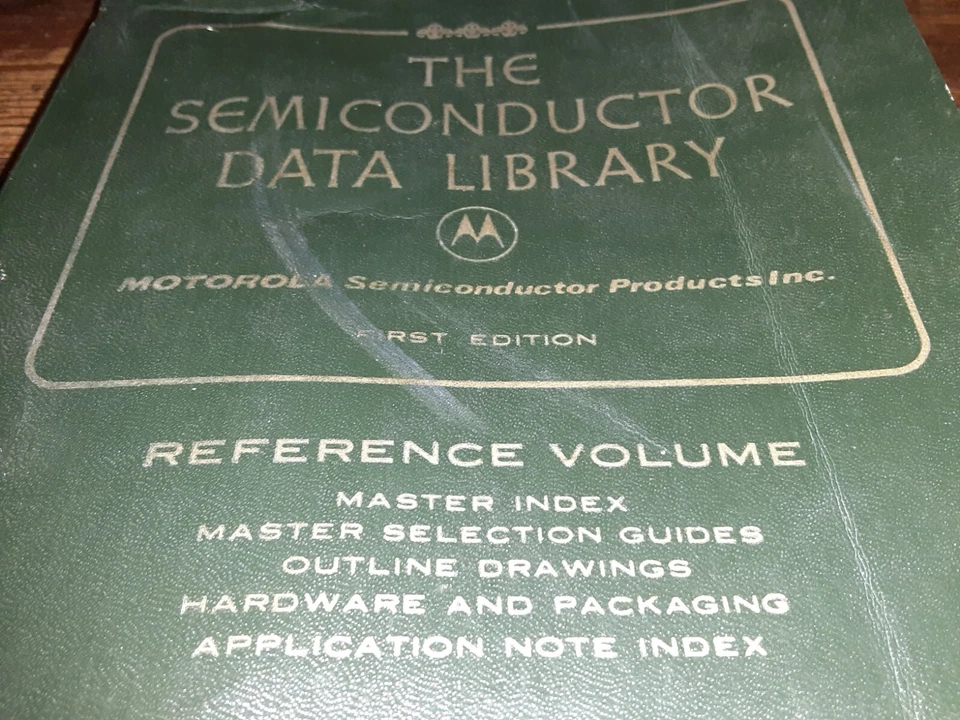 THE
SEMICONDUCTOR
DATA LIBRARY
MOTOROLA Semiconductor Products Inc.
FIRST EDITION
REFERENCE VOLUME
MASTER INDEX
MASTER SELECTION GUIDES
OUTLINE DRAWINGS
HARDWARE AND PACKAGING
APPLICATION NOTE INDEX